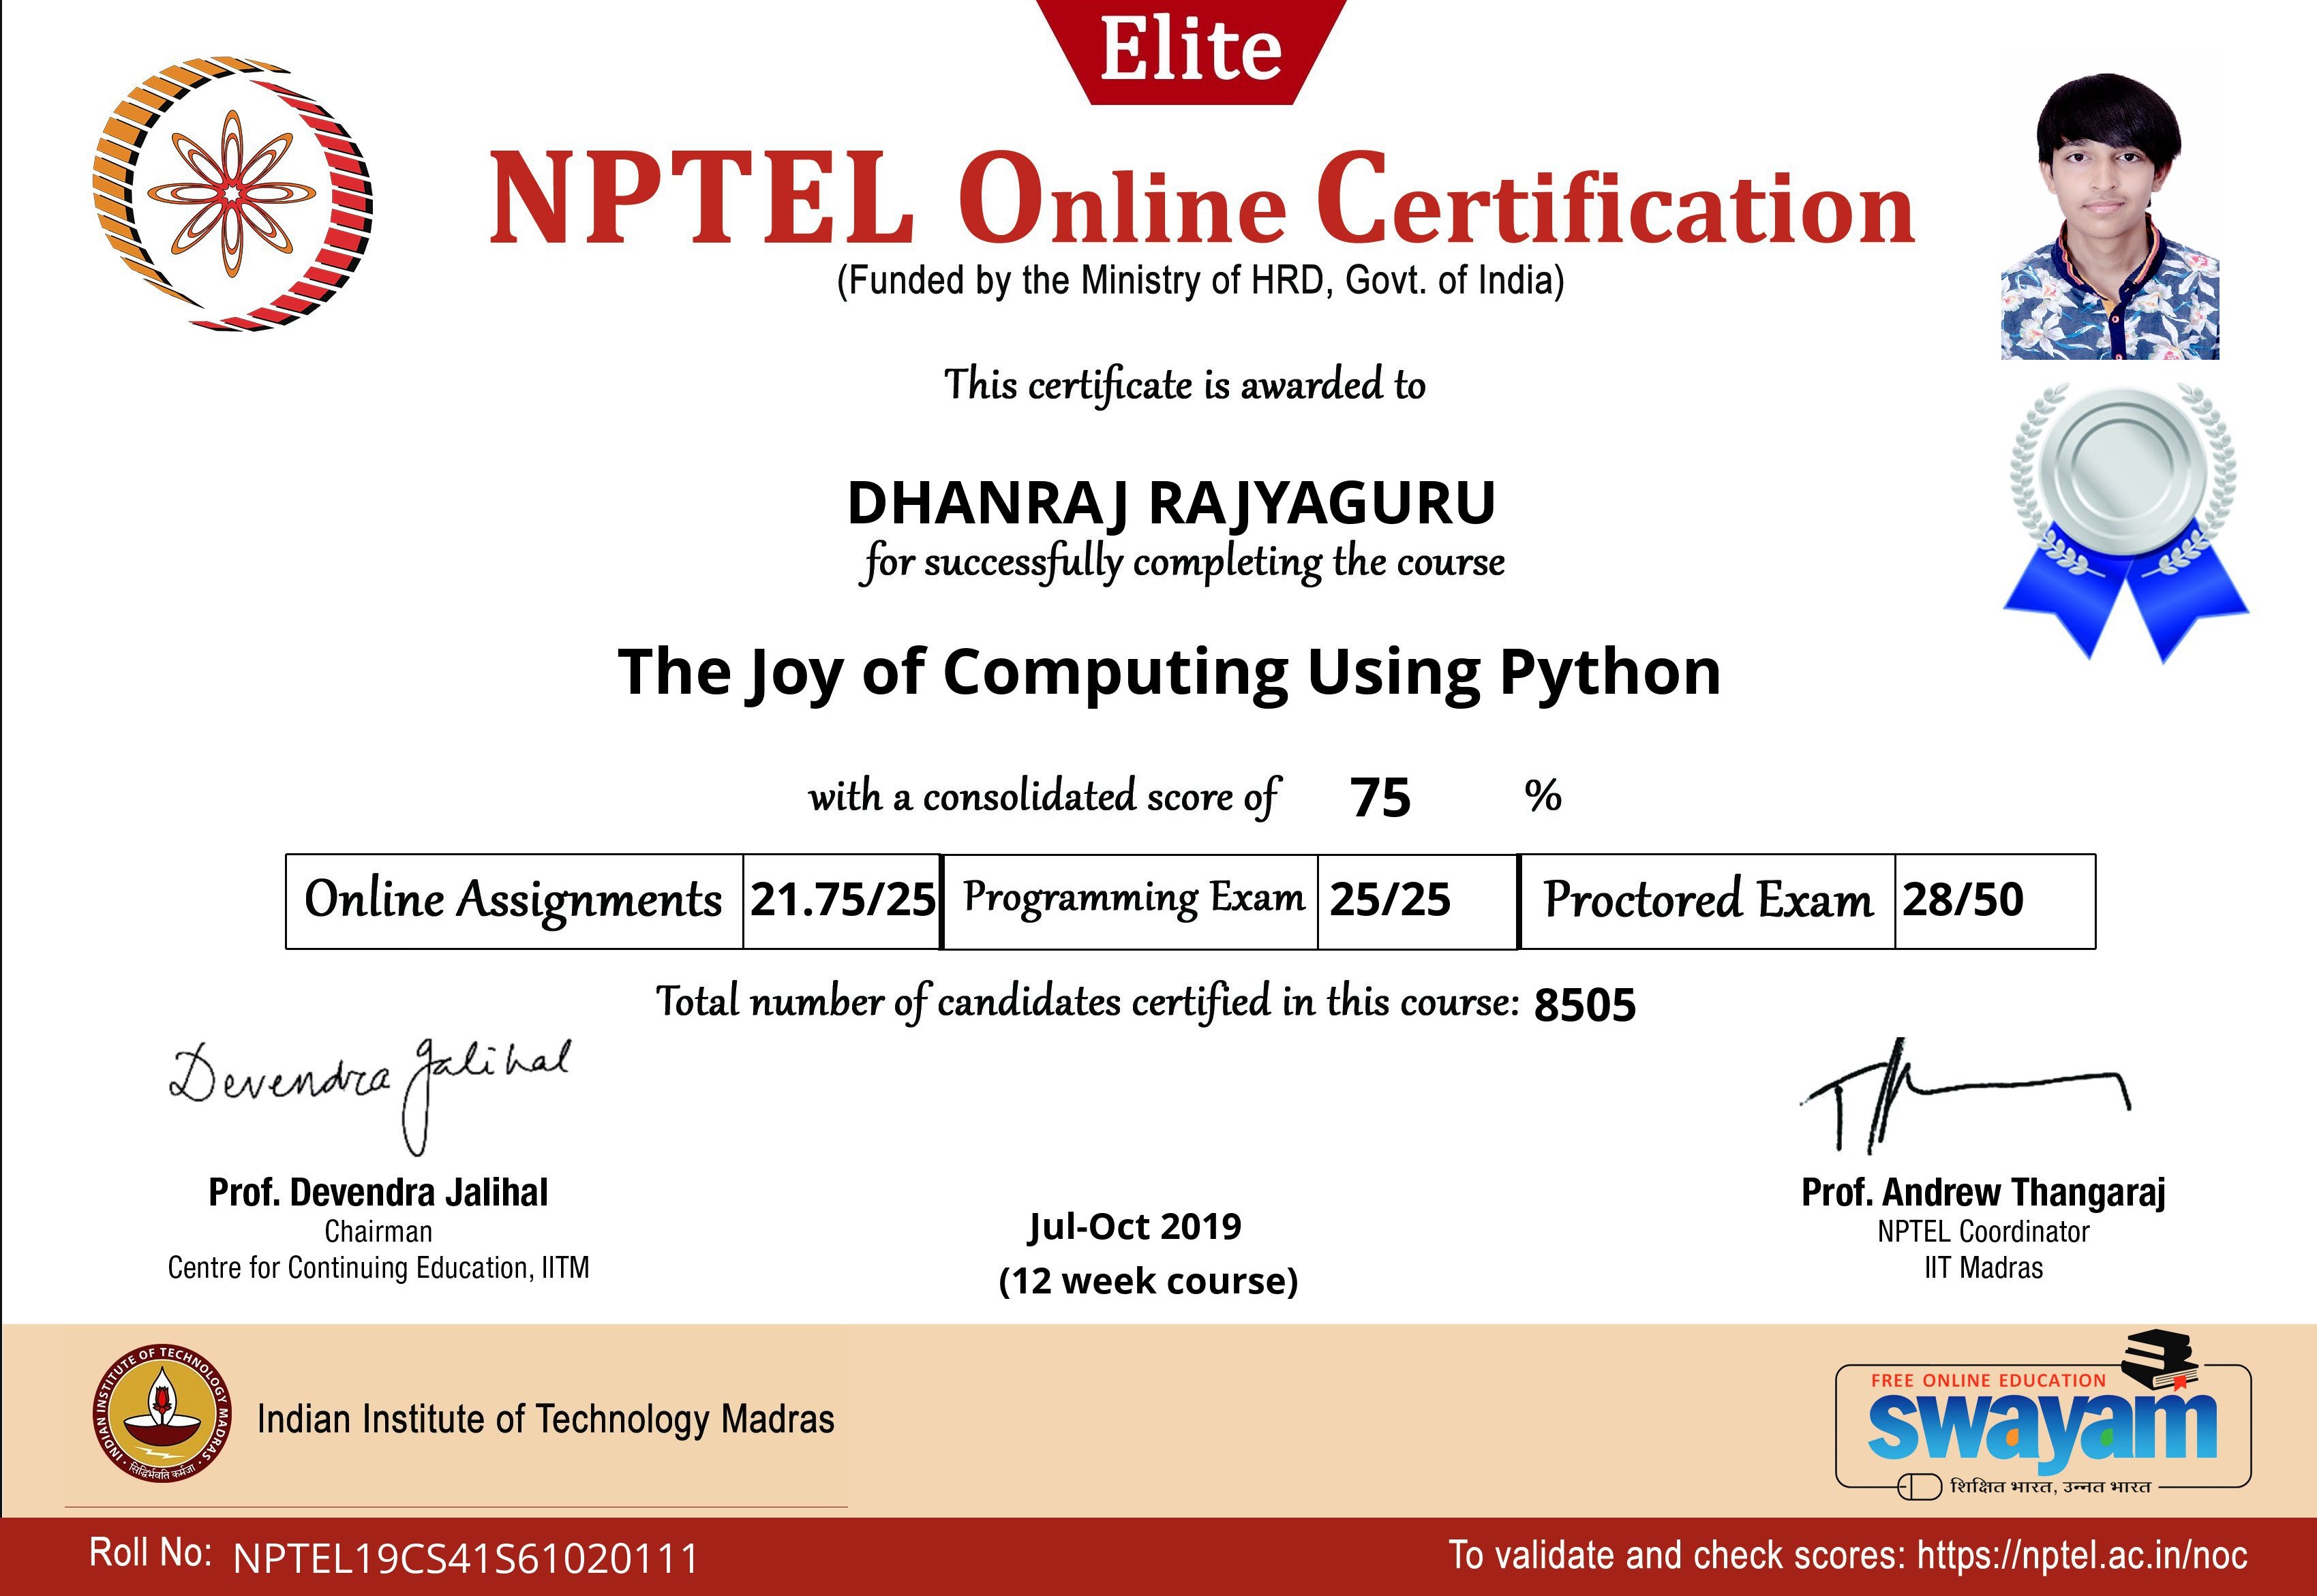 Elite
NPTEL Online Certification
(Funded by the Ministry of HRD, Govt. of India)
This certificate is awarded to
DHANRAJ RAJYAGURU
for successfully completing the course
The Joy of Computing Using Python
with a consolidated score of 75 %
Online Assignments 21.75/25 Programming Exam 25/25 Proctored Exam 28/50
Total number of candidates certified in this course: 8505
Devendra Jalihal
Prof. Devendra Jalihal
Chairman
Centre for Continuing Education, IITM
Jul-Oct 2019
(12 week course)
Prof. Andrew Thangaraj
NPTEL Coordinator
IIT Madras
INDIAN INSTITUTE OF TECHNOLOGY MADRAS
सिद्धिर्भवति कर्मजा
Indian Institute of Technology Madras
FREE ONLINE EDUCATION
swayam
शिक्षित भारत, उन्नत भारत
Roll No: NPTEL19CS41S61020111
To validate and check scores: https://nptel.ac.in/noc